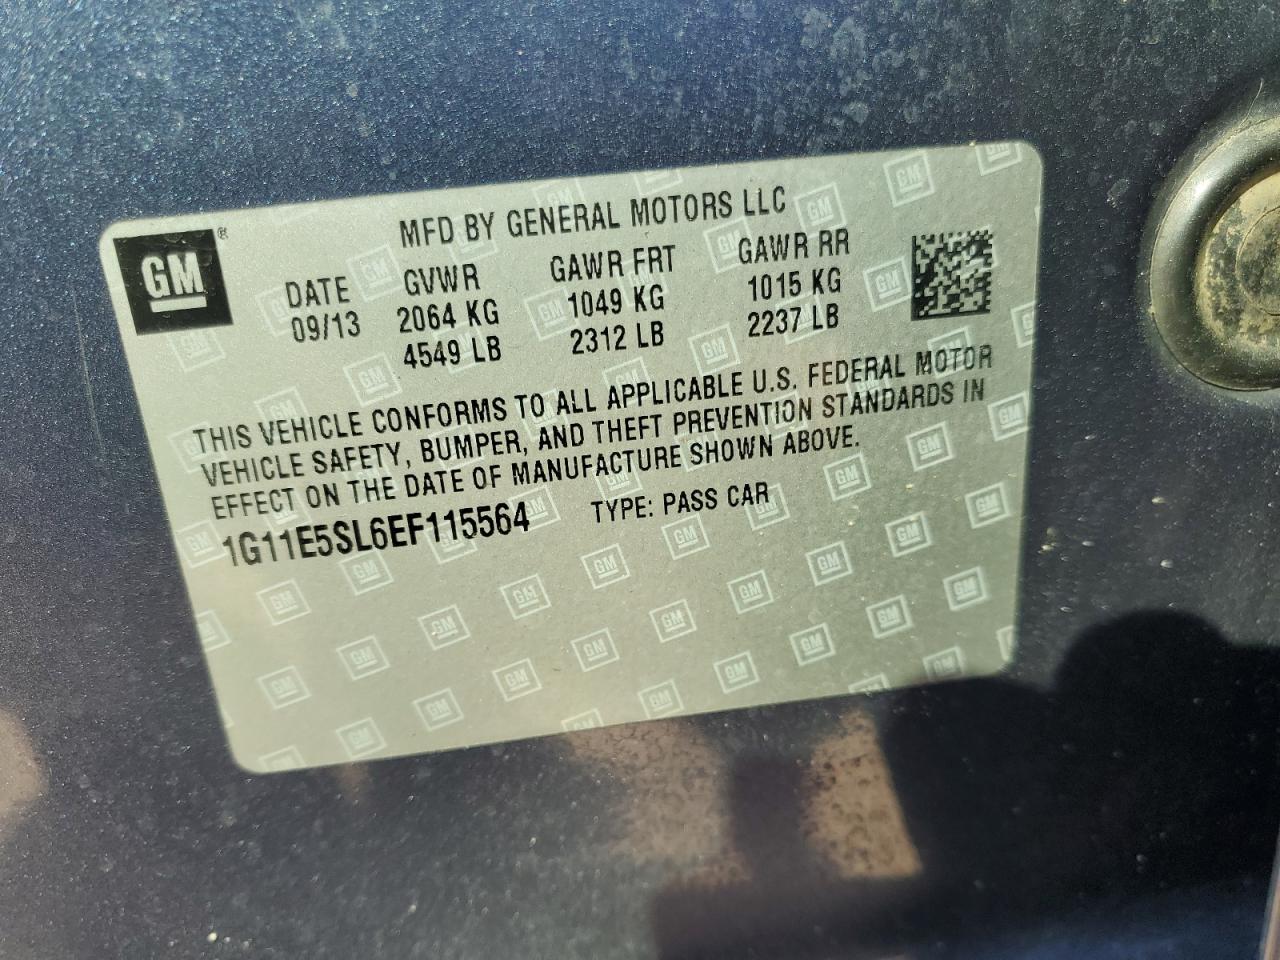 GM ®
MFD BY GENERAL MOTORS LLC
DATE GVWR GAWR FRT GAWR RR
09/13 2064 KG 1049 KG 1015 KG
4549 LB 2312 LB 2237 LB
THIS VEHICLE CONFORMS TO ALL APPLICABLE U.S. FEDERAL MOTOR
VEHICLE SAFETY, BUMPER, AND THEFT PREVENTION STANDARDS IN
EFFECT ON THE DATE OF MANUFACTURE SHOWN ABOVE.
1G11E5SL6EF115564 TYPE: PASS CAR